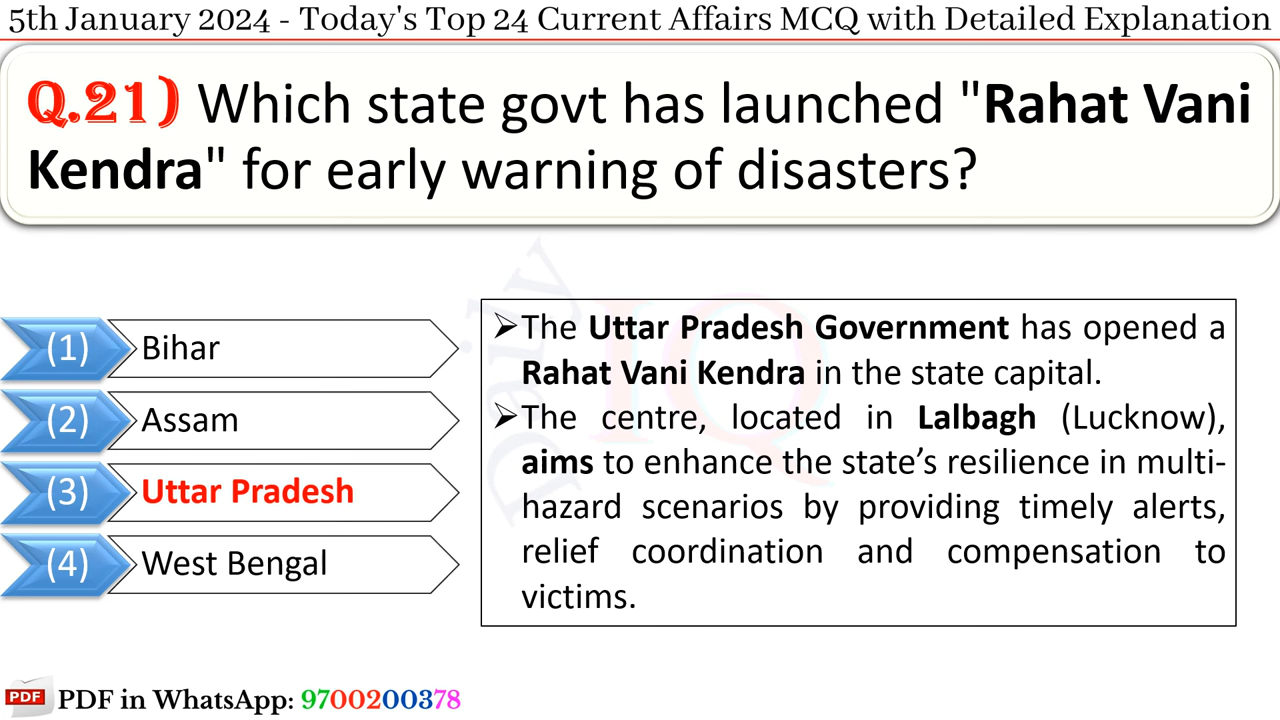 5th January 2024 - Today's Top 24 Current Affairs MCQ with Detailed Explanation
Q.21) Which state govt has launched "Rahat Vani
Kendra" for early warning of disasters?
(1) Bihar
(2) Assam
(3) Uttar Pradesh
(4) West Bengal
➢The Uttar Pradesh Government has opened a
Rahat Vani Kendra in the state capital.
➢The centre, located in Lalbagh (Lucknow),
aims to enhance the state’s resilience in multi-
hazard scenarios by providing timely alerts,
relief coordination and compensation to
victims.
Daily
IQ
PDF PDF in WhatsApp: 9700200378